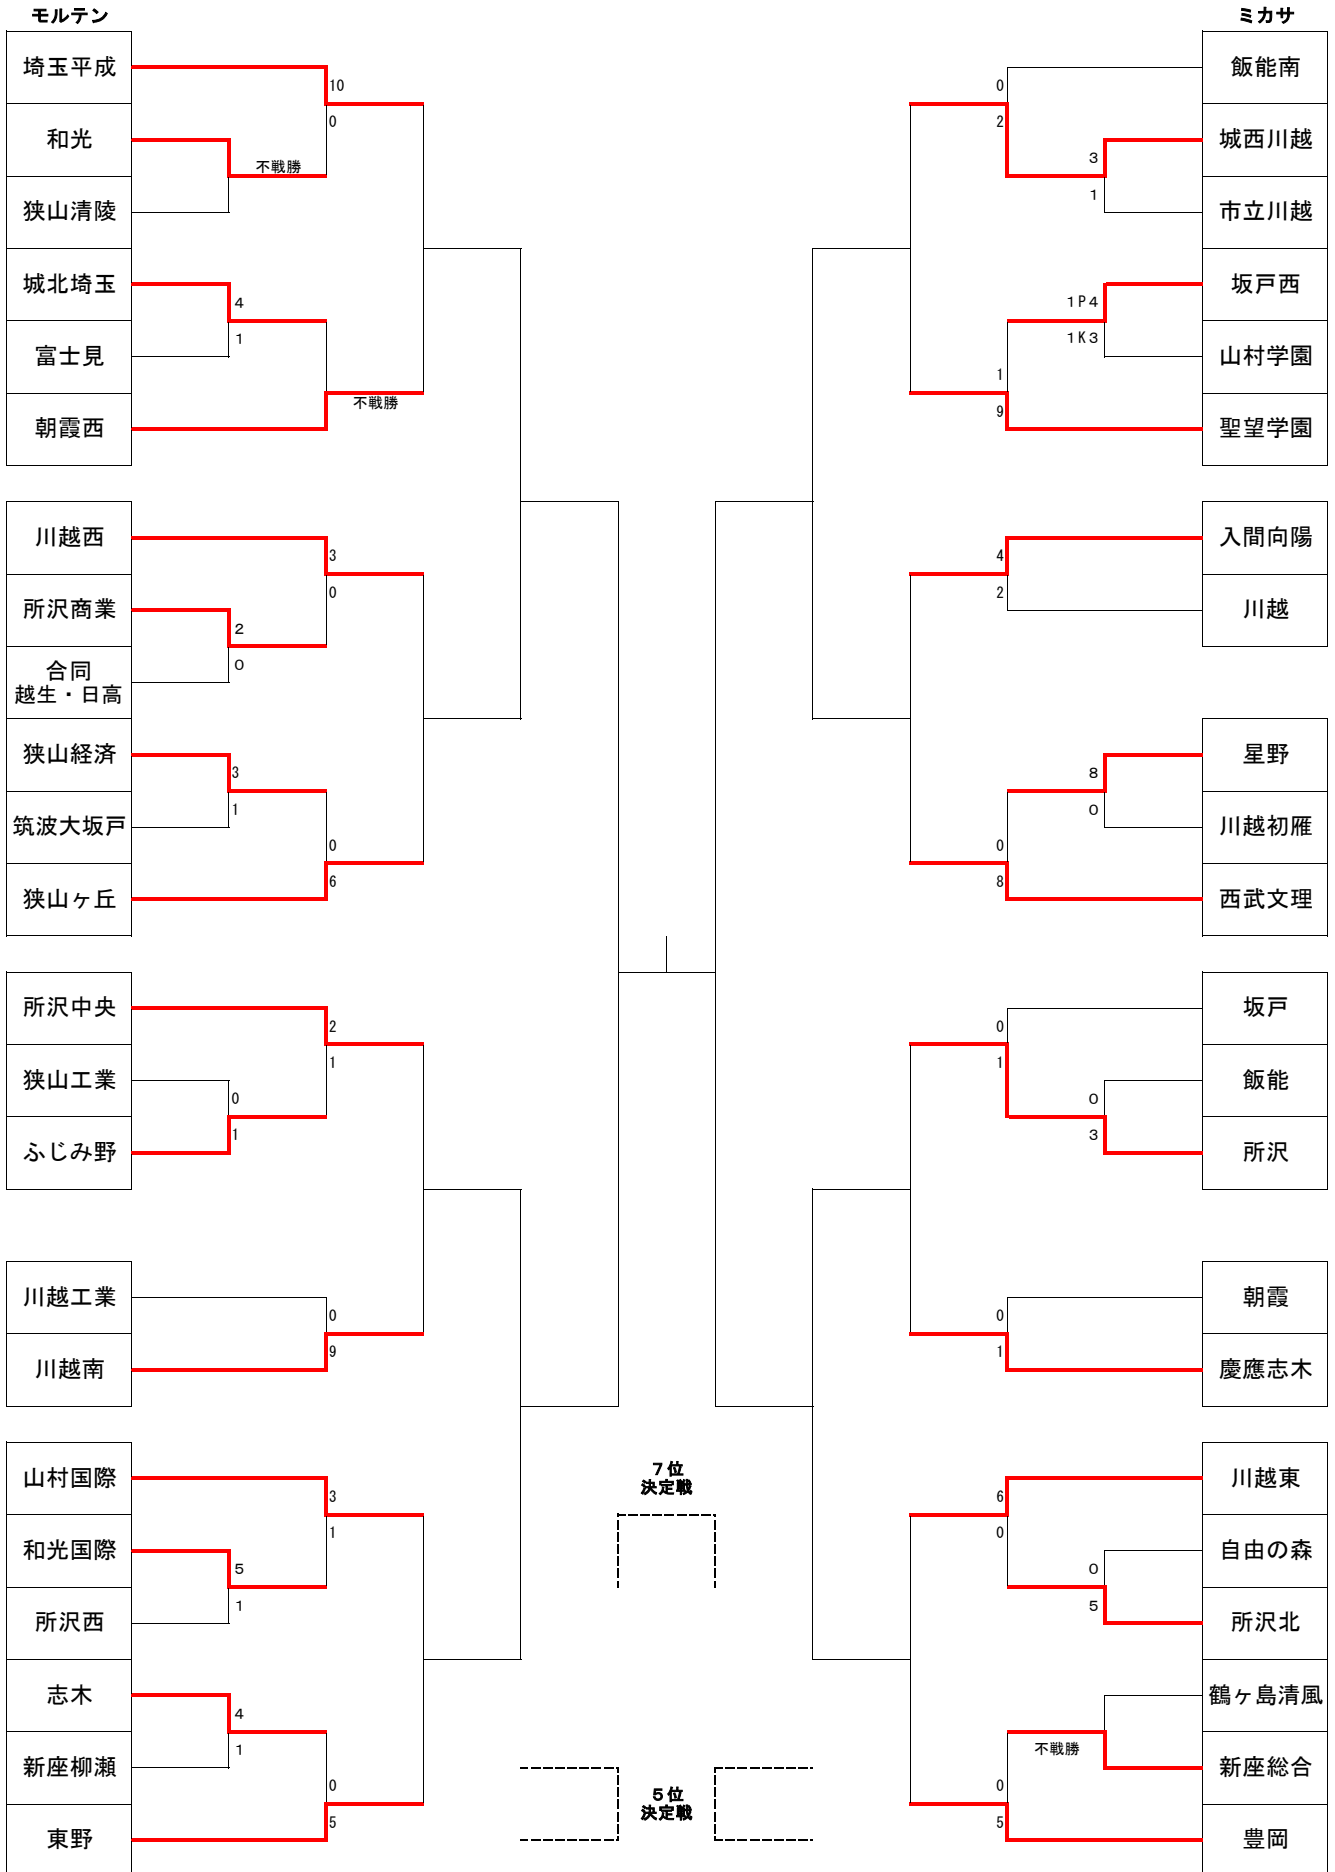 モルテン
埼玉平成
10
0
和光
不戦勝
狭山清陵
城北埼玉
4
1
富士見
不戦勝
朝霞西
川越西
3
0
所沢商業
2
0
合同
越生・日高
狭山経済
3
1
筑波大坂戸
0
6
狭山ヶ丘
所沢中央
2
1
狭山工業
0
1
ふじみ野
川越工業
0
9
川越南
山村国際
3
1
和光国際
5
1
所沢西
志木
4
1
新座柳瀬
0
5
東野
7位
決定戦
5位
決定戦
ミカサ
飯能南
0
2
城西川越
3
1
市立川越
坂戸西
1P4
1K3
山村学園
1
9
聖望学園
入間向陽
4
2
川越
星野
8
0
川越初雁
0
8
西武文理
坂戸
0
1
飯能
0
3
所沢
朝霞
0
1
慶應志木
川越東
6
0
自由の森
0
5
所沢北
鶴ヶ島清風
不戦勝
新座総合
0
5
豊岡